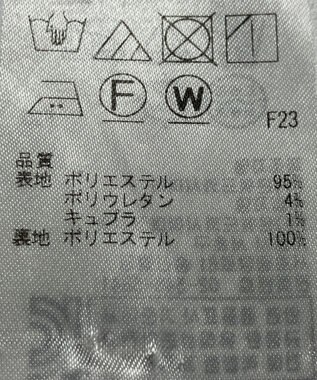 F W
F23
品質
表地 ポリエステル 95%
ポリウレタン 4%
キュプラ 1%
裏地 ポリエステル 100%